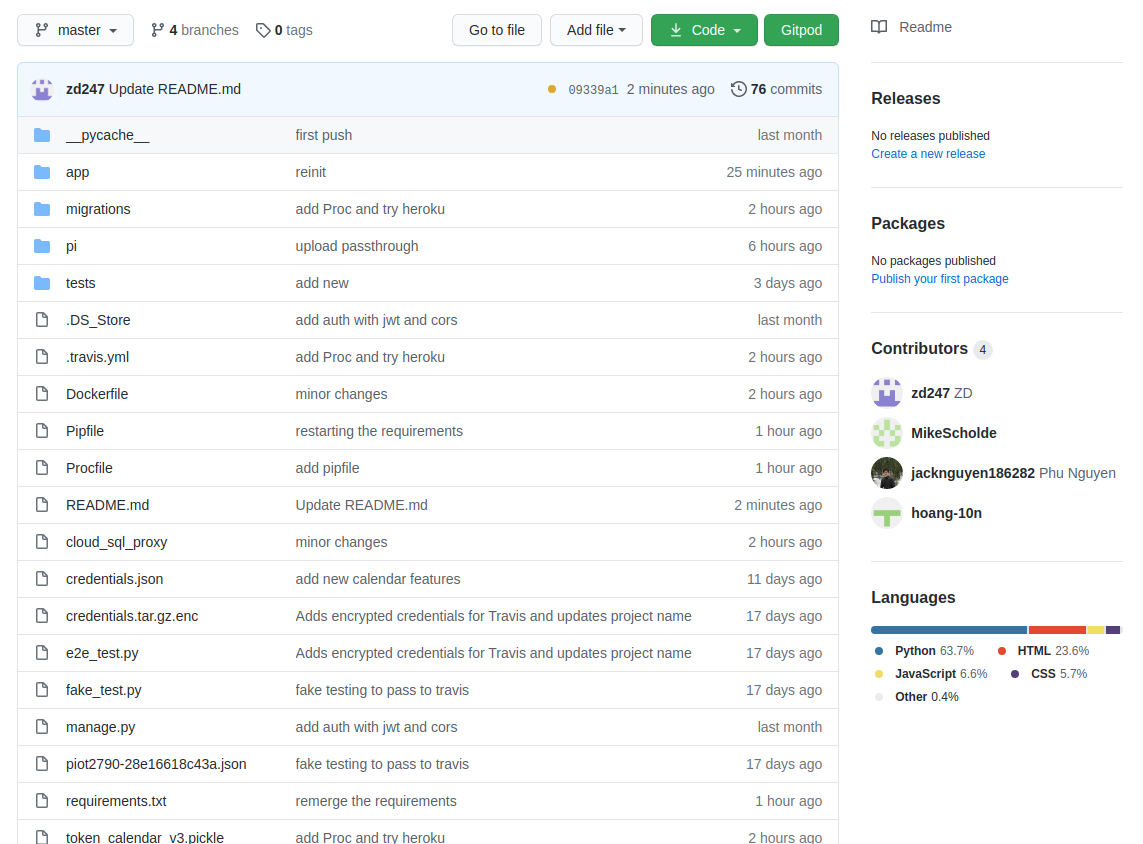 master 4 branches 0 tags Go to file Add file Code Gitpod
zd247 Update README.md 09339a1 2 minutes ago 76 commits
__pycache__ first push last month
app reinit 25 minutes ago
migrations add Proc and try heroku 2 hours ago
pi upload passthrough 6 hours ago
tests add new 3 days ago
.DS_Store add auth with jwt and cors last month
.travis.yml add Proc and try heroku 2 hours ago
Dockerfile minor changes 2 hours ago
Pipfile restarting the requirements 1 hour ago
Procfile add pipfile 1 hour ago
README.md Update README.md 2 minutes ago
cloud_sql_proxy minor changes 2 hours ago
credentials.json add new calendar features 11 days ago
credentials.tar.gz.enc Adds encrypted credentials for Travis and updates project name 17 days ago
e2e_test.py Adds encrypted credentials for Travis and updates project name 17 days ago
fake_test.py fake testing to pass to travis 17 days ago
manage.py add auth with jwt and cors last month
piot2790-28e16618c43a.json fake testing to pass to travis 17 days ago
requirements.txt remerge the requirements 1 hour ago
token_calendar_v3.pickle add Proc and try heroku 2 hours ago
Readme
Releases
No releases published
Create a new release
Packages
No packages published
Publish your first package
Contributors 4
zd247 ZD
MikeScholde
jacknguyen186282 Phu Nguyen
hoang-10n
Languages
Python 63.7% HTML 23.6%
JavaScript 6.6% CSS 5.7%
Other 0.4%